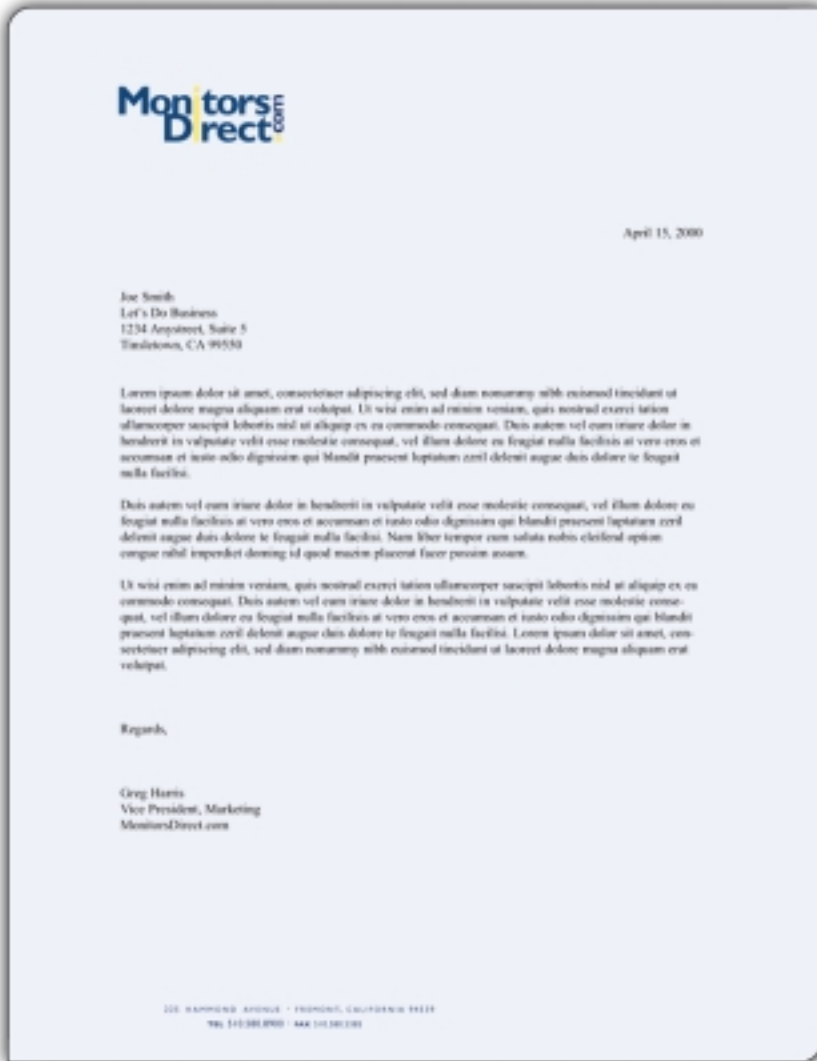 Monitors
Direct.com
April 15, 2000
Joe Smith
Let's Do Business
1234 Anystreet, Suite 5
Tinsletown, CA 99550
Lorem ipsum dolor sit amet, consectetuer adipiscing elit, sed diam nonummy nibh euismod tincidunt ut
laoreet dolore magna aliquam erat volutpat. Ut wisi enim ad minim veniam, quis nostrud exerci tation
ullamcorper suscipit lobortis nisl ut aliquip ex ea commodo consequat. Duis autem vel eum iriure dolor in
hendrerit in vulputate velit esse molestie consequat, vel illum dolore eu feugiat nulla facilisis at vero eros et
accumsan et iusto odio dignissim qui blandit praesent luptatum zzril delenit augue duis dolore te feugait
nulla facilisi.
Duis autem vel eum iriure dolor in hendrerit in vulputate velit esse molestie consequat, vel illum dolore eu
feugiat nulla facilisis at vero eros et accumsan et iusto odio dignissim qui blandit praesent luptatum zzril
delenit augue duis dolore te feugait nulla facilisi. Nam liber tempor cum soluta nobis eleifend option
congue nihil imperdiet doming id quod mazim placerat facer possim assum.
Ut wisi enim ad minim veniam, quis nostrud exerci tation ullamcorper suscipit lobortis nisl ut aliquip ex ea
commodo consequat. Duis autem vel eum iriure dolor in hendrerit in vulputate velit esse molestie conse-
quat, vel illum dolore eu feugiat nulla facilisis at vero eros et accumsan et iusto odio dignissim qui blandit
praesent luptatum zzril delenit augue duis dolore te feugait nulla facilisi. Lorem ipsum dolor sit amet, con-
sectetuer adipiscing elit, sed diam nonummy nibh euismod tincidunt ut laoreet dolore magna aliquam erat
volutpat.
Regards,
Greg Harris
Vice President, Marketing
MonitorsDirect.com
HAMMOND AVENUE · FREMONT, CALIFORNIA
TEL · FAX